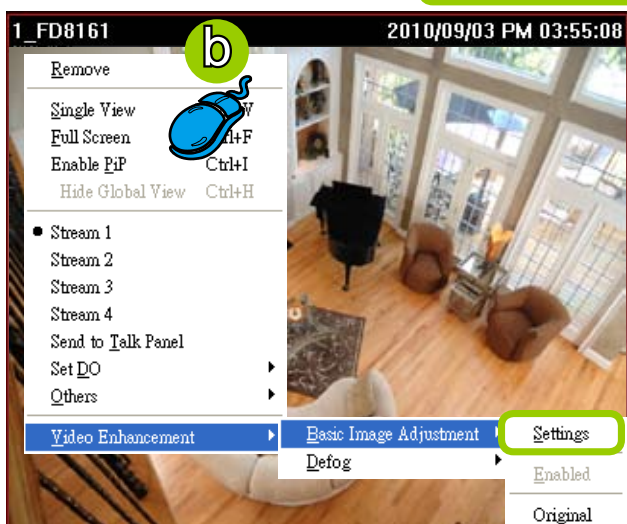 1_FD8161 2010/09/03 PM 03:55:08
b
Remove
Single View
Full Screen Ctrl+F
Enable PiP Ctrl+I
Hide Global View Ctrl+H
Stream 1
Stream 2
Stream 3
Stream 4
Send to Talk Panel
Set DO
Others
Video Enhancement Basic Image Adjustment Settings
Defog Enabled
Original